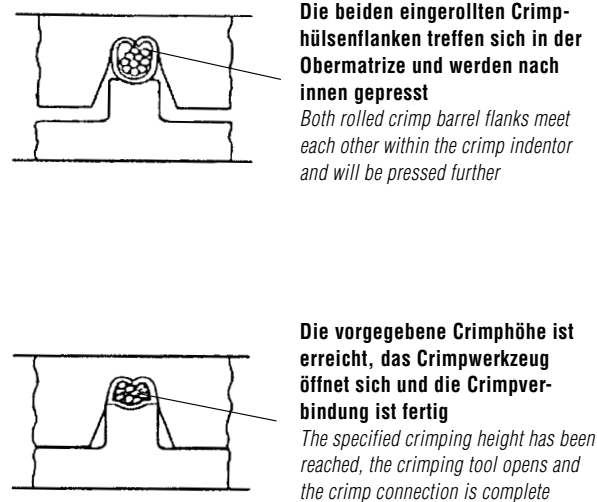 Die beiden eingerollten Crimp-
hülsenflanken treffen sich in der
Obermatrize und werden nach
innen gepresst
Both rolled crimp barrel flanks meet
each other within the crimp indentor
and will be pressed further
Die vorgegebene Crimphöhe ist
erreicht, das Crimpwerkzeug
öffnet sich und die Crimpver-
bindung ist fertig
The specified crimping height has been
reached, the crimping tool opens and
the crimp connection is complete